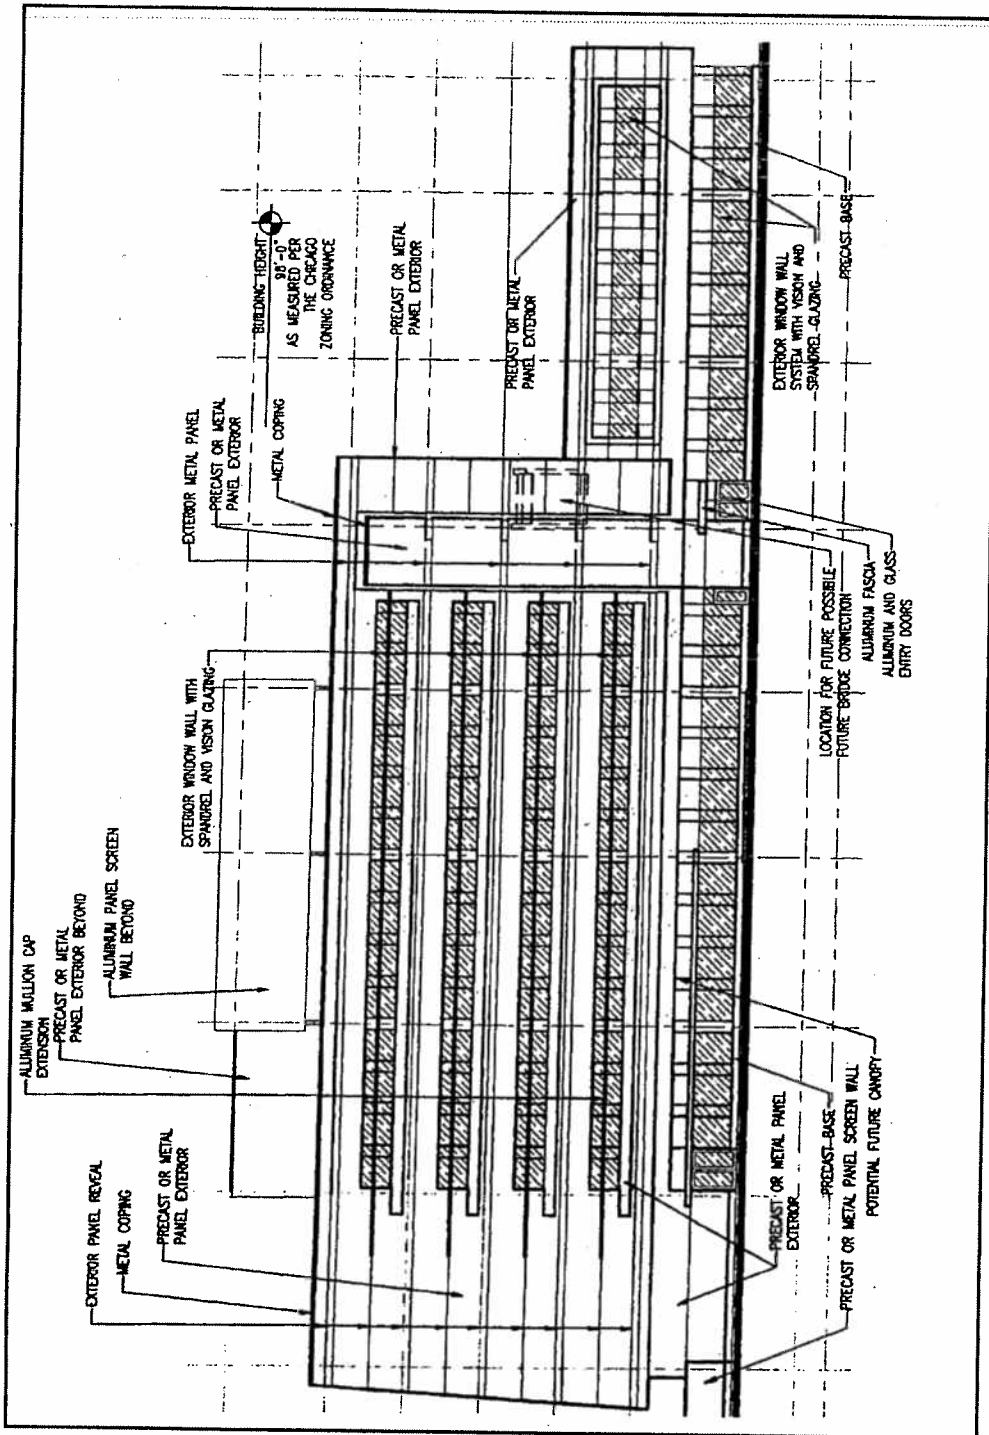 ALUMINUM MULLION CAP
EXTENSION
PRECAST OR METAL
PANEL EXTERIOR BEYOND
ALUMINUM PANEL SCREEN
WALL BEYOND
EXTERIOR PANEL REVEAL
METAL COPING
PRECAST OR METAL
PANEL EXTERIOR
EXTERIOR WINDOW WALL WITH
SPANDREL AND VISION GLAZING
EXTERIOR METAL PANEL
PRECAST OR METAL
PANEL EXTERIOR
METAL COPING
BUILDING HEIGHT
98'-0"
AS MEASURED PER
THE CHICAGO
ZONING ORDINANCE
PRECAST OR METAL
PANEL EXTERIOR
PRECAST OR METAL
PANEL EXTERIOR
PRECAST OR METAL PANEL
EXTERIOR
PRECAST BASE
PRECAST OR METAL PANEL SCREEN WALL
POTENTIAL FUTURE CANOPY
LOCATION FOR FUTURE POSSIBLE
FUTURE BRIDGE CONNECTION
ALUMINUM FASCIA
ALUMINUM AND GLASS
ENTRY DOORS
EXTERIOR WINDOW WALL
SYSTEM WITH VISION AND
SPANDREL GLAZING
PRECAST BASE